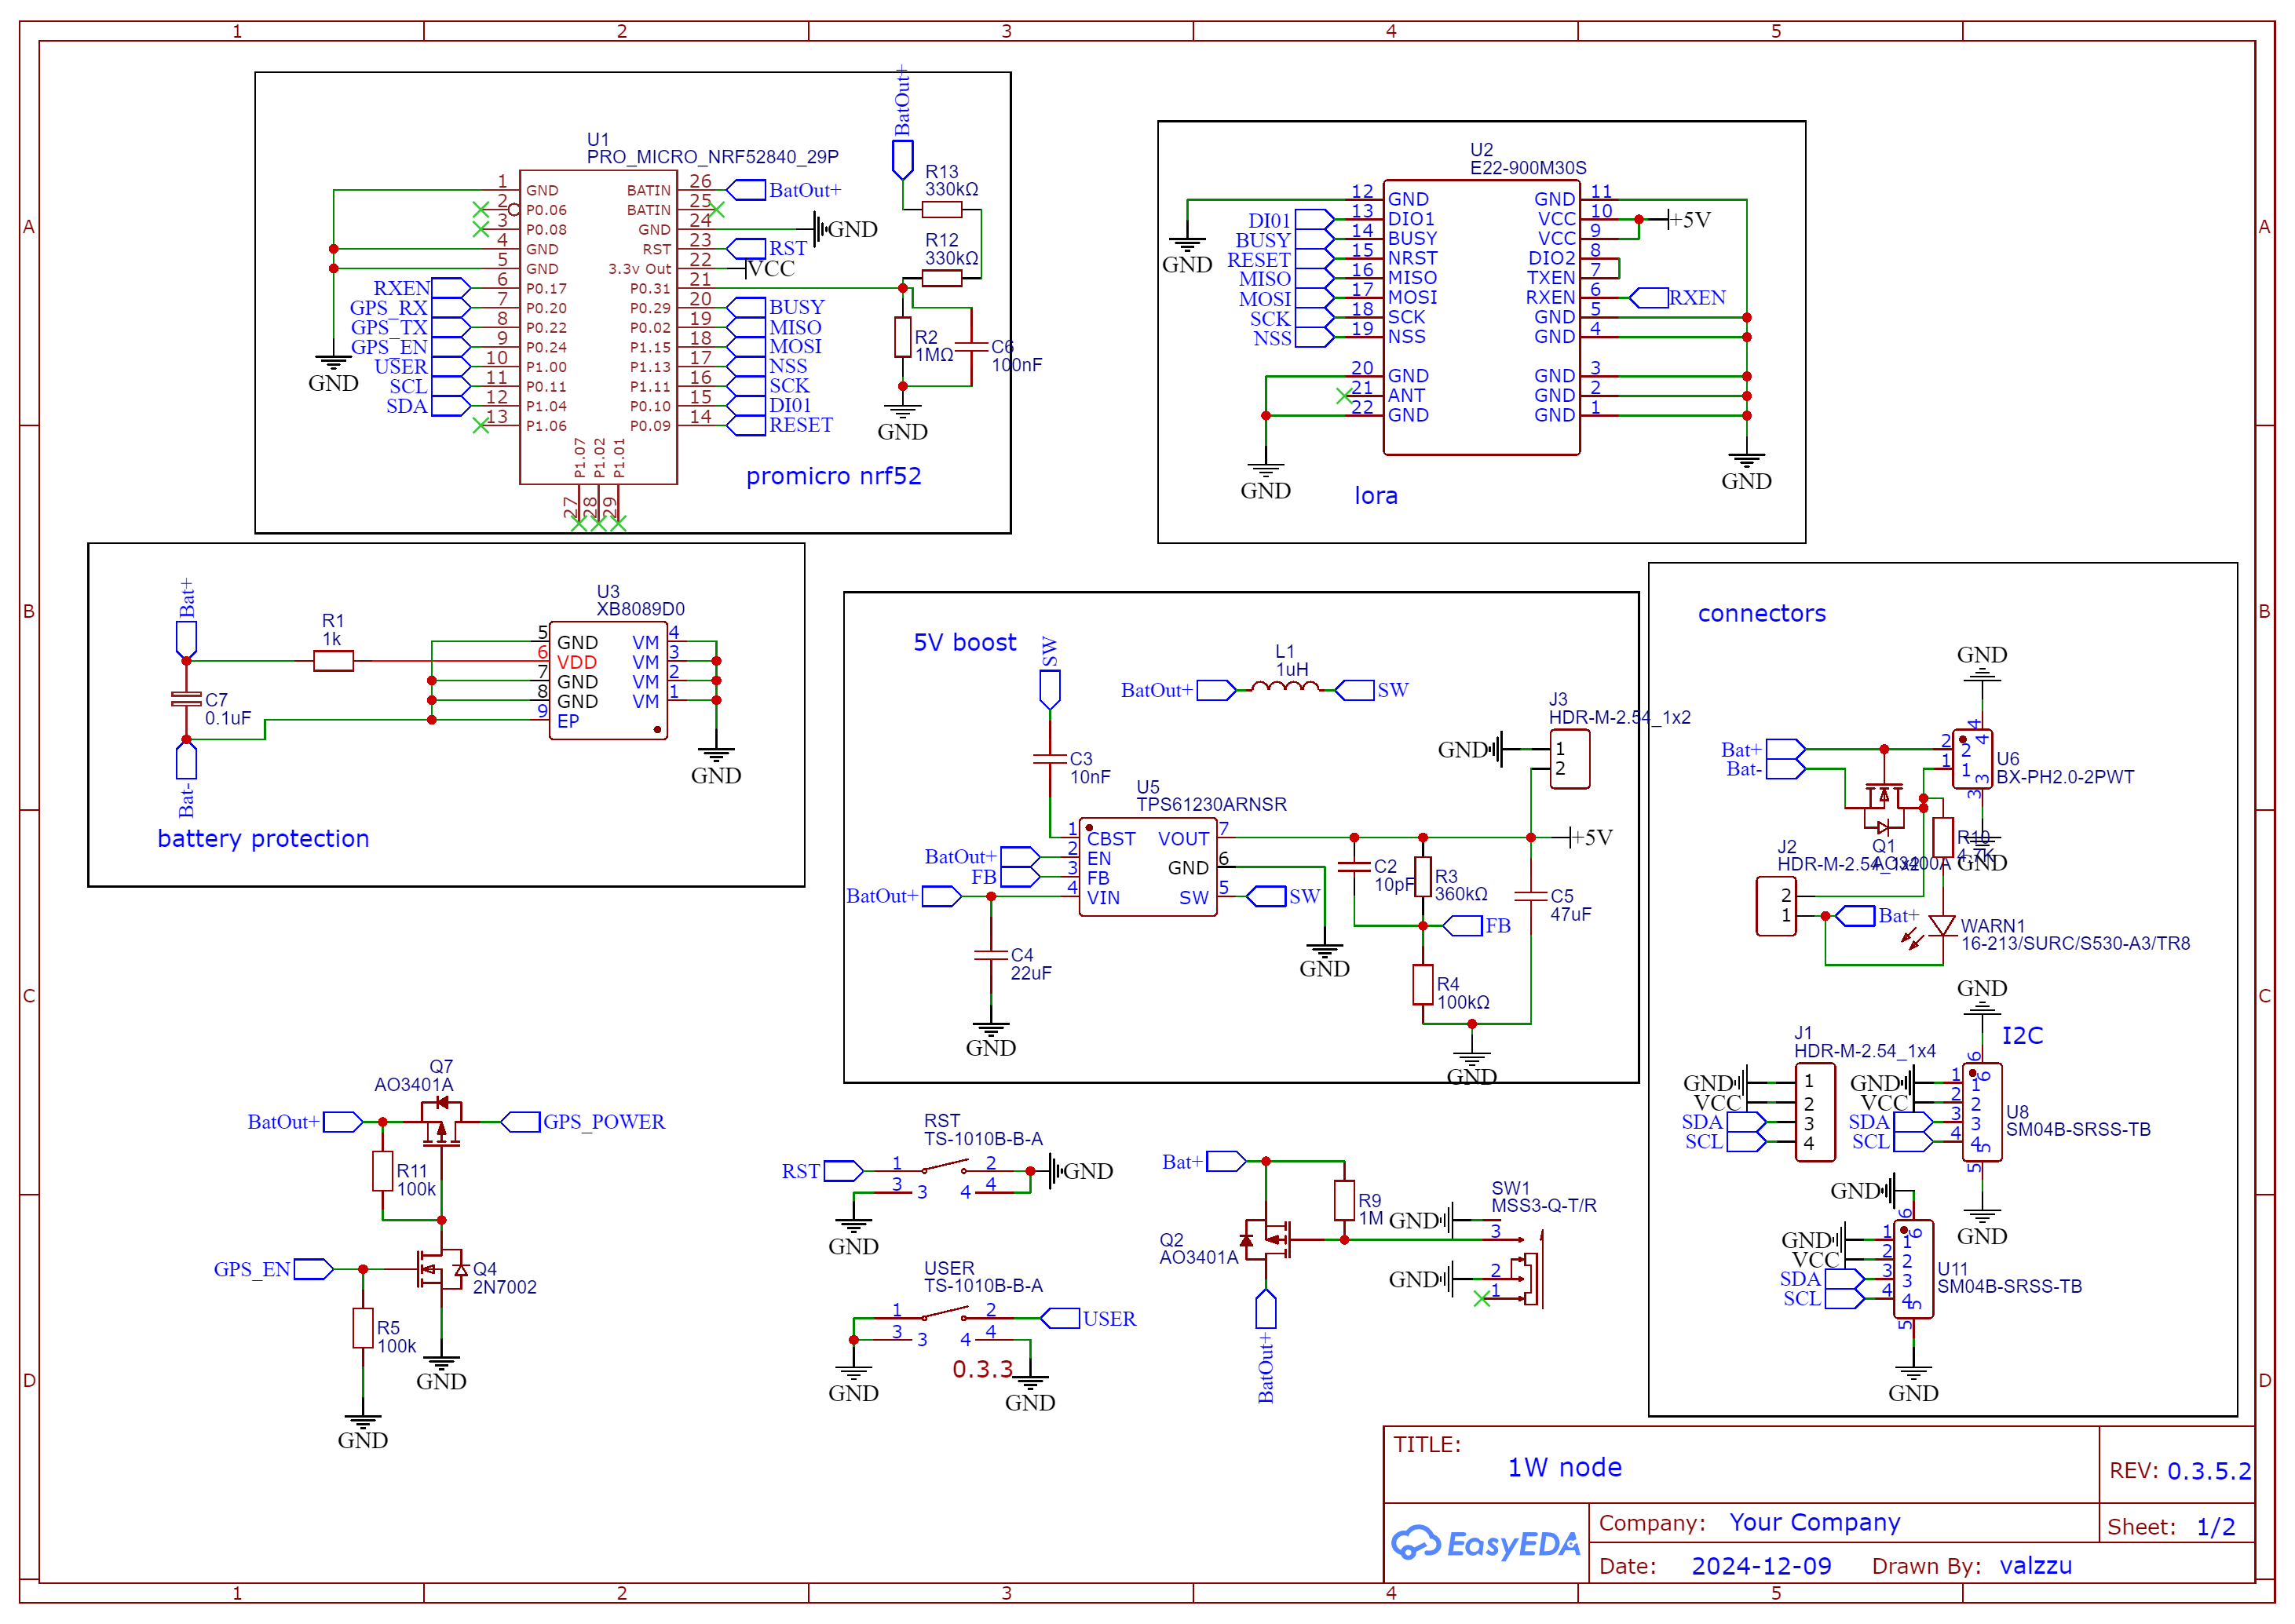 1 2 3 4 5
A
B
C
D
A
B
C
D
1 2 3 4 5
BatOut+
U1
PRO_MICRO_NRF52840_29P
R13
330kΩ
R12
330kΩ
1 GND
2 P0.06
3 P0.08
4 GND
5 GND
RXEN 6 P0.17
GPS_RX 7 P0.20
GPS_TX 8 P0.22
GPS_EN 9 P0.24
USER 10 P1.00
SCL 11 P0.11
SDA 12 P1.04
13 P1.06
BATIN 26 BatOut+
BATIN 25
GND 24 GND
RST 23 RST
3.3v Out 22 VCC
P0.31 21
P0.29 20 BUSY
P0.02 19 MISO
P1.15 18 MOSI
P1.13 17 NSS
P1.11 16 SCK
P0.10 15 DI01
P0.09 14 RESET
P1.07 27
P1.02 28
P1.01 29
GND
R2
1MΩ
C6
100nF
GND
promicro nrf52
U2
E22-900M30S
12 GND
DI01 13 DIO1
BUSY 14 BUSY
RESET 15 NRST
MISO 16 MISO
MOSI 17 MOSI
SCK 18 SCK
NSS 19 NSS
20 GND
21 ANT
22 GND
GND 11
VCC 10 +5V
VCC 9
DIO2 8
TXEN 7
RXEN 6 RXEN
GND 5
GND 4
GND 3
GND 2
GND 1
GND
GND
GND
lora
Bat+
R1
1k
C7
0.1uF
Bat-
U3
XB8089D0
5 GND
6 VDD
7 GND
8 GND
9 EP
VM 4
VM 3
VM 2
VM 1
GND
battery protection
5V boost
SW
L1
1uH
BatOut+ SW
C3
10nF
J3
HDR-M-2.54_1x2
GND 1
2
U5
TPS61230ARNSR
1 CBST
BatOut+ 2 EN
FB 3 FB
BatOut+ 4 VIN
VOUT 7
GND 6
SW 5 SW
+5V
C2
10pF
R3
360kΩ
C5
47uF
FB
GND
C4
22uF
GND
R4
100kΩ
GND
connectors
GND
4 4
Bat+ 2 2
Bat- 1 1
3 3
U6
BX-PH2.0-2PWT
GND
Q1
AO3400A
R10
4.7K
J2
HDR-M-2.54_1x2
2
1 Bat+
WARN1
16-213/SURC/S530-A3/TR8
I2C
GND
J1
HDR-M-2.54_1x4
GND 1
VCC 2
SDA 3
SCL 4
6 6
GND 1 1
VCC 2 2
SDA 3 3
SCL 4 4
5 5
U8
SM04B-SRSS-TB
GND
GND
6 6
GND 1 1
VCC 2 2
SDA 3 3
SCL 4 4
5 5
U11
SM04B-SRSS-TB
GND
Q7
AO3401A
BatOut+ GPS_POWER
R11
100k
GPS_EN
Q4
2N7002
R5
100k
GND
GND
RST
TS-1010B-B-A
RST 1 2 GND
3 3 4 4
GND
USER
TS-1010B-B-A
1 2 USER
3 3 4 4
GND
0.3.3
GND
Bat+
R9
1M
Q2
AO3401A
BatOut+
SW1
MSS3-Q-T/R
GND
3
GND 2
1
TITLE:
1W node
REV: 0.3.5.2
EasyEDA
Company: Your Company
Sheet: 1/2
Date: 2024-12-09 Drawn By: valzzu